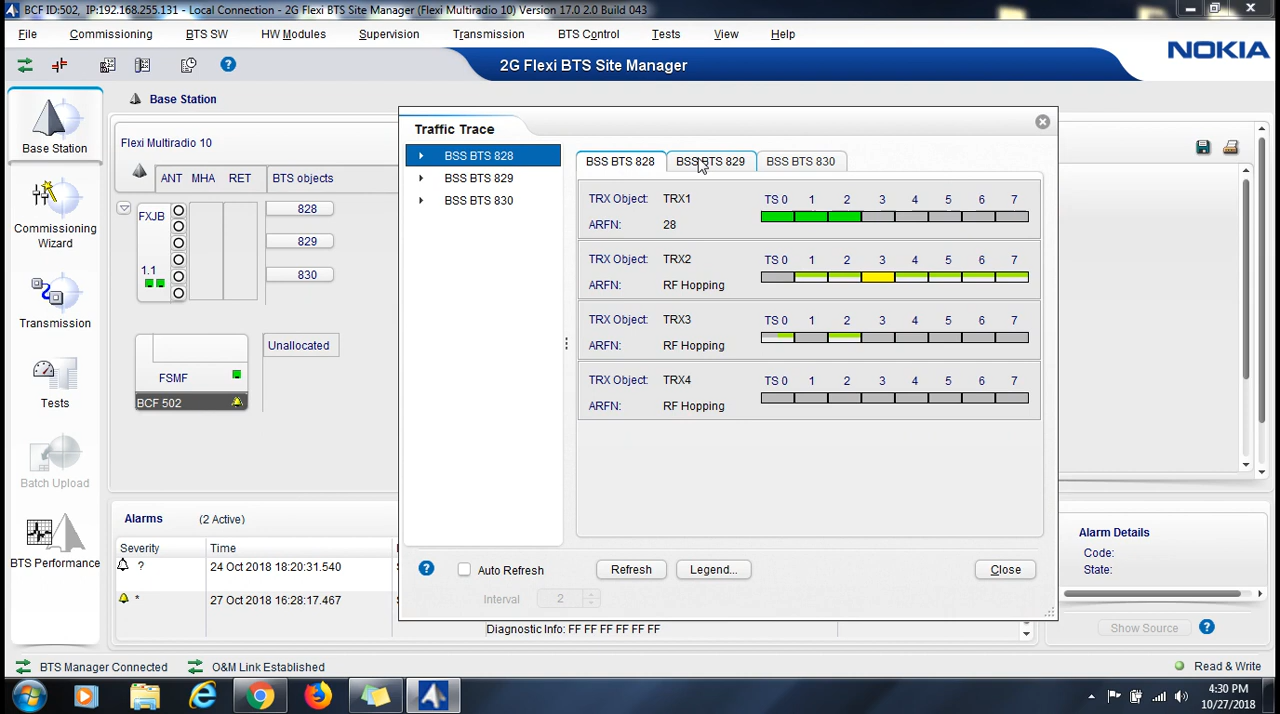 BCF ID:502, IP:192.168.255.131 - Local Connection - 2G Flexi BTS Site Manager (Flexi Multiradio 10) Version 17.0 2.0 Build 043
File Commissioning BTS SW HW Modules Supervision Transmission BTS Control Tests View Help
NOKIA
2G Flexi BTS Site Manager
Base Station
Commissioning
Wizard
Transmission
Tests
Batch Upload
BTS Performance
Base Station
Flexi Multiradio 10
ANT MHA RET BTS objects
FXJB
1.1
828
829
830
Unallocated
FSMF
BCF 502
Traffic Trace
BSS BTS 828
BSS BTS 829
BSS BTS 830
BSS BTS 828 BSS BTS 829 BSS BTS 830
TRX Object: TRX1 TS 0 1 2 3 4 5 6 7
ARFN: 28
TRX Object: TRX2 TS 0 1 2 3 4 5 6 7
ARFN: RF Hopping
TRX Object: TRX3 TS 0 1 2 3 4 5 6 7
ARFN: RF Hopping
TRX Object: TRX4 TS 0 1 2 3 4 5 6 7
ARFN: RF Hopping
Auto Refresh Refresh Legend... Close
Interval 2
Alarms (2 Active)
Severity Time
? 24 Oct 2018 18:20:31.540
* 27 Oct 2018 16:28:17.467
Diagnostic Info: FF FF FF FF FF FF
Alarm Details
Code:
State:
Show Source
BTS Manager Connected O&M Link Established Read & Write
4:30 PM
10/27/2018